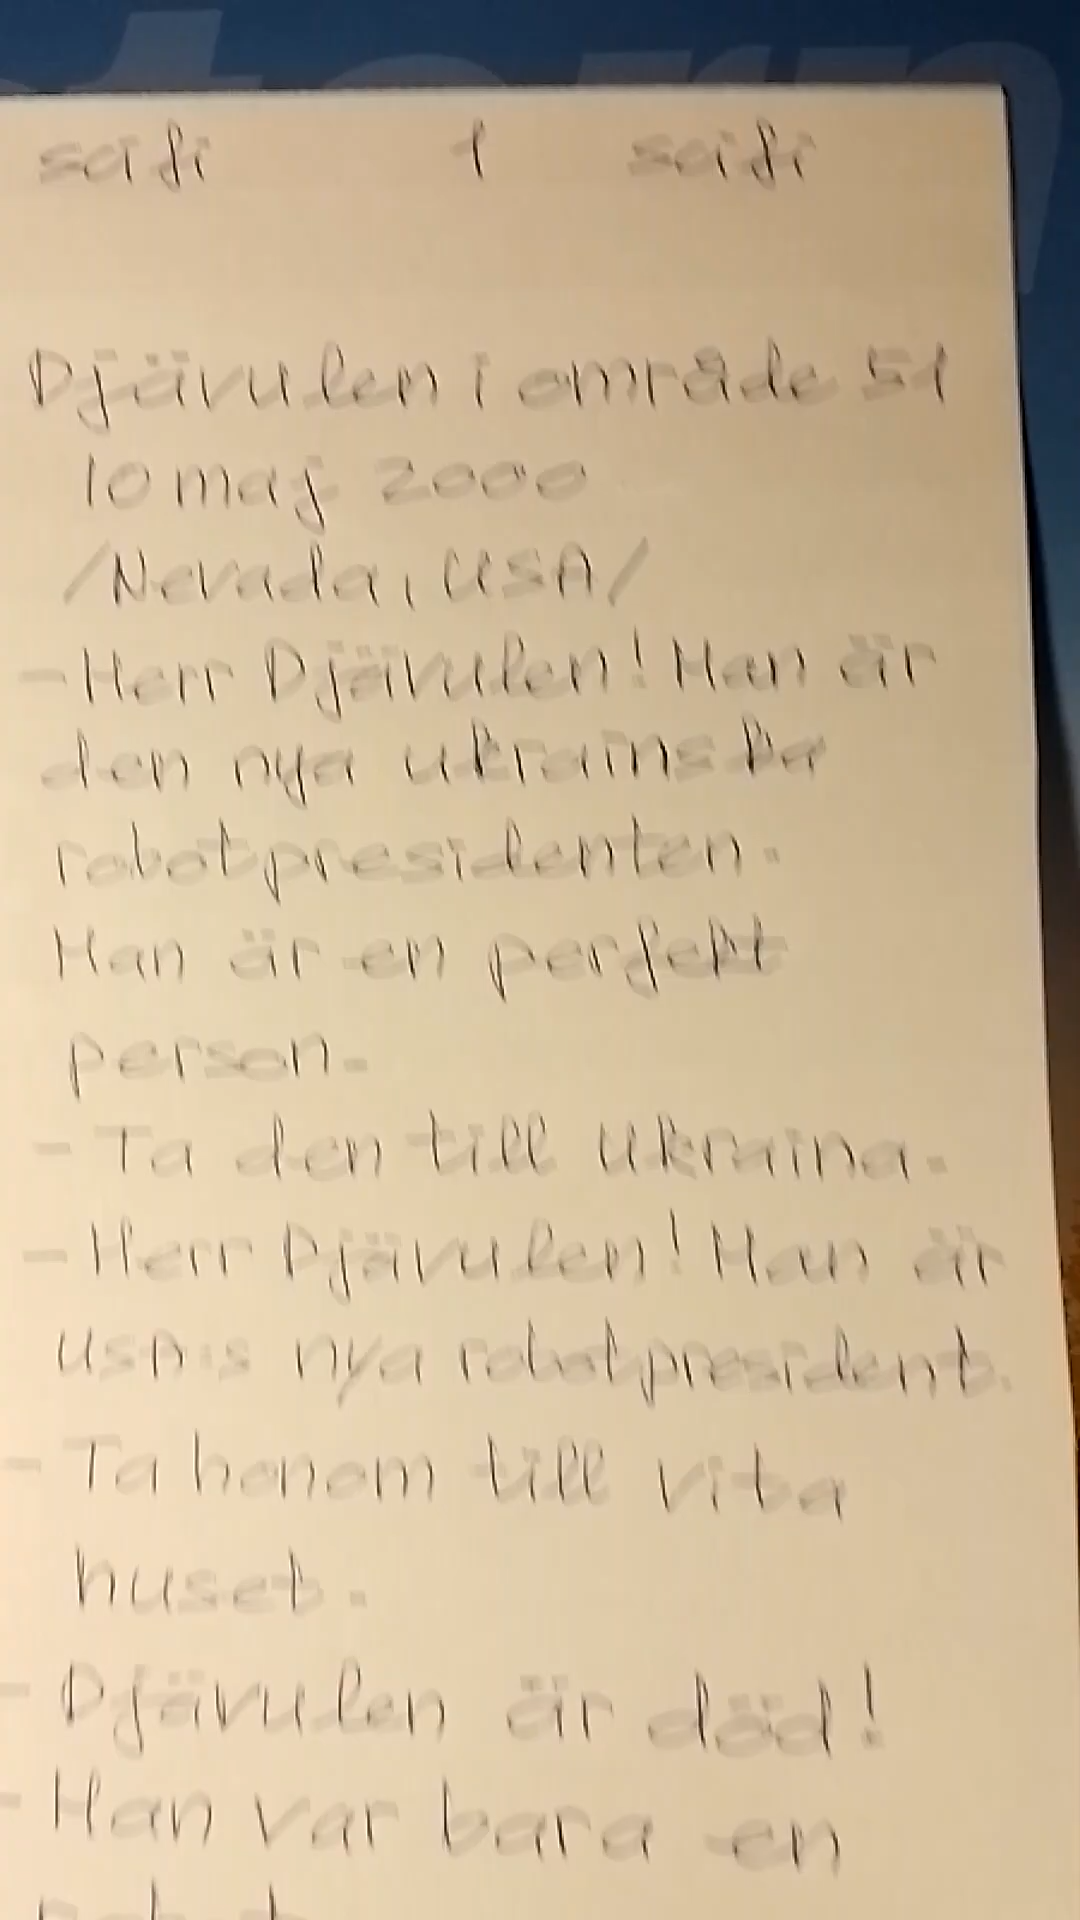 scifi 1 scifi
Djävulen i område 51
10 maj 2000
/Nevada, USA/
- Herr Djävulen! Han är
den nya ukrainska
robotpresidenten.
Han är en perfekt
person.
- Ta den till Ukraina.
- Herr Djävulen! Han är
USA:s nya robotpresident.
- Ta honom till vita
huset.
- Djävulen är död!
- Han var bara en